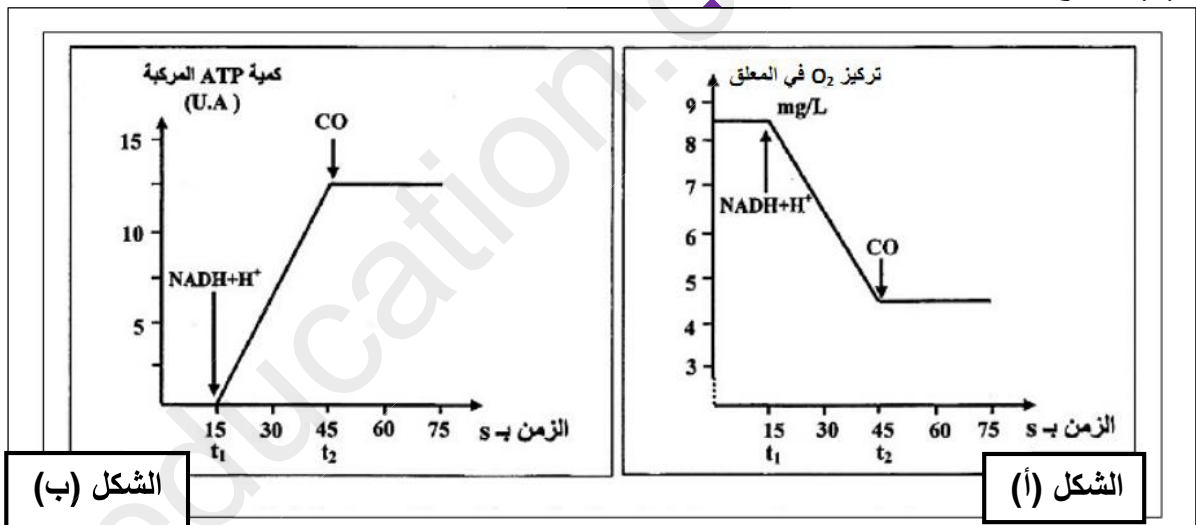 تركيز O₂ في المعلق
mg/L
9
8
7
6
5
4
3
NADH+H⁺
CO
15 30 45 60 75
t₁ t₂
الزمن بـ s
الشكل (أ)
كمية ATP المركبة
(U.A)
15
10
5
NADH+H⁺
CO
15 30 45 60 75
t₁ t₂
الزمن بـ s
الشكل (ب)
education.